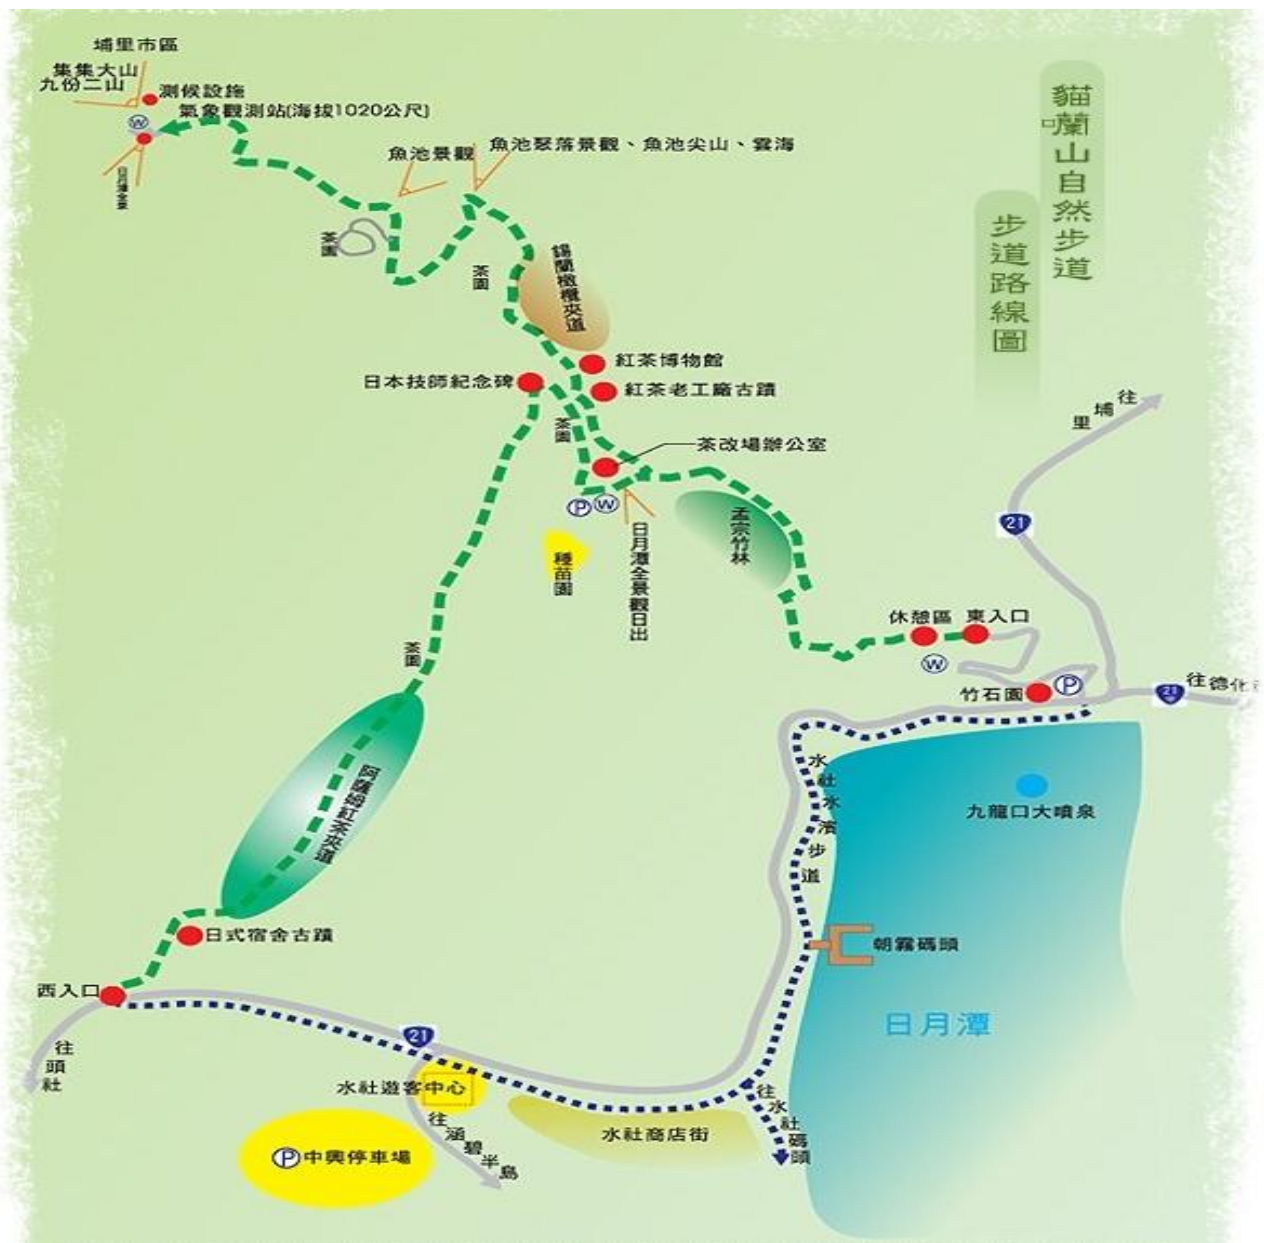 埔里市區
集集大山
九份二山
測候設施
氣象觀測站(海拔1020公尺)
W
日月潭全景
魚池景觀
魚池聚落景觀、魚池尖山、雲海
貓囒山自然步道
步道路線圖
茶園
茶園
錫蘭橄欖夾道
紅茶博物館
日本技師紀念碑
紅茶老工廠古蹟
茶園
茶改場辦公室
P
W
種苗園
日月潭全景觀日出
孟宗竹林
往埔里
21
休憩區
東入口
W
竹石園
P
21
往德化
茶園
阿薩姆紅茶夾道
水社水濱步道
九龍口大噴泉
朝霧碼頭
日月潭
日式宿舍古蹟
西入口
往頭社
21
水社遊客中心
往涵碧半島
P中興停車場
水社商店街
往水社碼頭